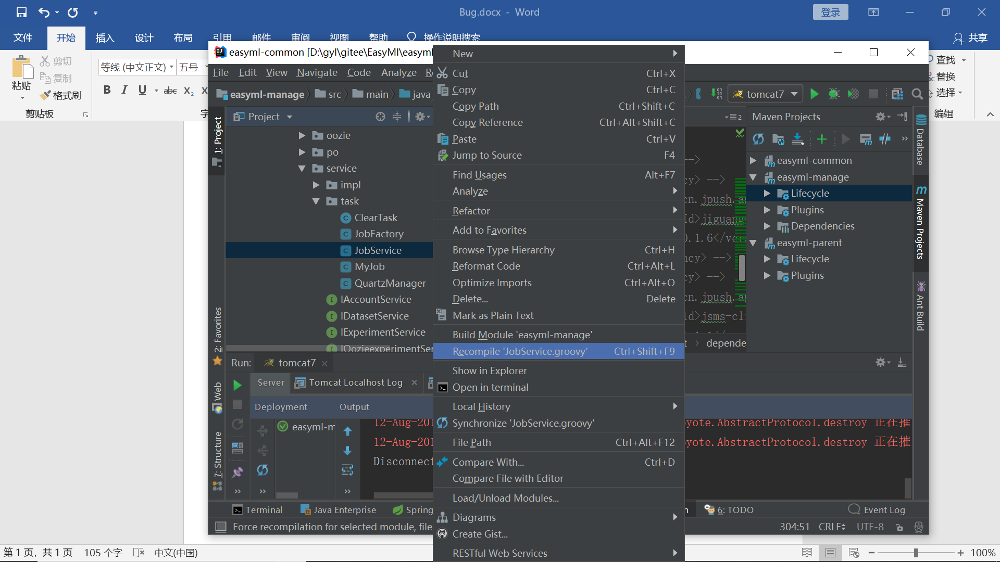 Bug.docx - Word
登录
文件 开始 插入 设计 布局 引用 邮件 审阅 视图 帮助 操作说明搜索 共享
粘贴 剪切
复制
格式刷
剪贴板
等线 (中文正文) 五号
B I U abc X₂
查找
替换
选择
编辑
easyml-common [D:\gyl\gitee\EasyMl\easyml
File Edit View Navigate Code Analyze
easyml-manage src main java
tomcat7
1: Project
2: Favorites
Web
7: Structure
Project
oozie
po
service
impl
task
ClearTask
JobFactory
JobService
MyJob
QuartzManager
IAccountService
IDatasetService
IExperimentService
IOozieexperimentSer
New
Cut Ctrl+X
Copy Ctrl+C
Copy Path Ctrl+Shift+C
Copy Reference Ctrl+Alt+Shift+C
Paste Ctrl+V
Jump to Source F4
Find Usages Alt+F7
Analyze
Refactor
Add to Favorites
Browse Type Hierarchy Ctrl+H
Reformat Code Ctrl+Alt+L
Optimize Imports Ctrl+Alt+O
Delete... Delete
Mark as Plain Text
Build Module 'easyml-manage'
Recompile 'JobService.groovy' Ctrl+Shift+F9
Show in Explorer
Open in terminal
Local History
Synchronize 'JobService.groovy'
File Path Ctrl+Alt+F12
Compare With... Ctrl+D
Compare File with Editor
Load/Unload Modules...
Diagrams
Create Gist...
RESTful Web Services
2
-->
cy> -->
cn.jpush.a
Id>jiguang
0.1.6</ver
ncy> -->
cy> -->
cn.jpush.a
Id>jsms-cl
t › depende
Maven Projects
easyml-common
easyml-manage
Lifecycle
Plugins
Dependencies
easyml-parent
Lifecycle
Plugins
Database
Maven Projects
Ant Build
Run: tomcat7
Server Tomcat Localhost Log
Deployment Output
easyml-m
12-Aug-201 yote.AbstractProtocol.destroy 正在摧
12-Aug-201 yote.AbstractProtocol.destroy 正在摧
Disconnect
Terminal Java Enterprise Spring 6: TODO Event Log
Force recompilation for selected module, file 304:51 CRLF UTF-8
第 1 页，共 1 页 105 个字 中文(中国) 100%